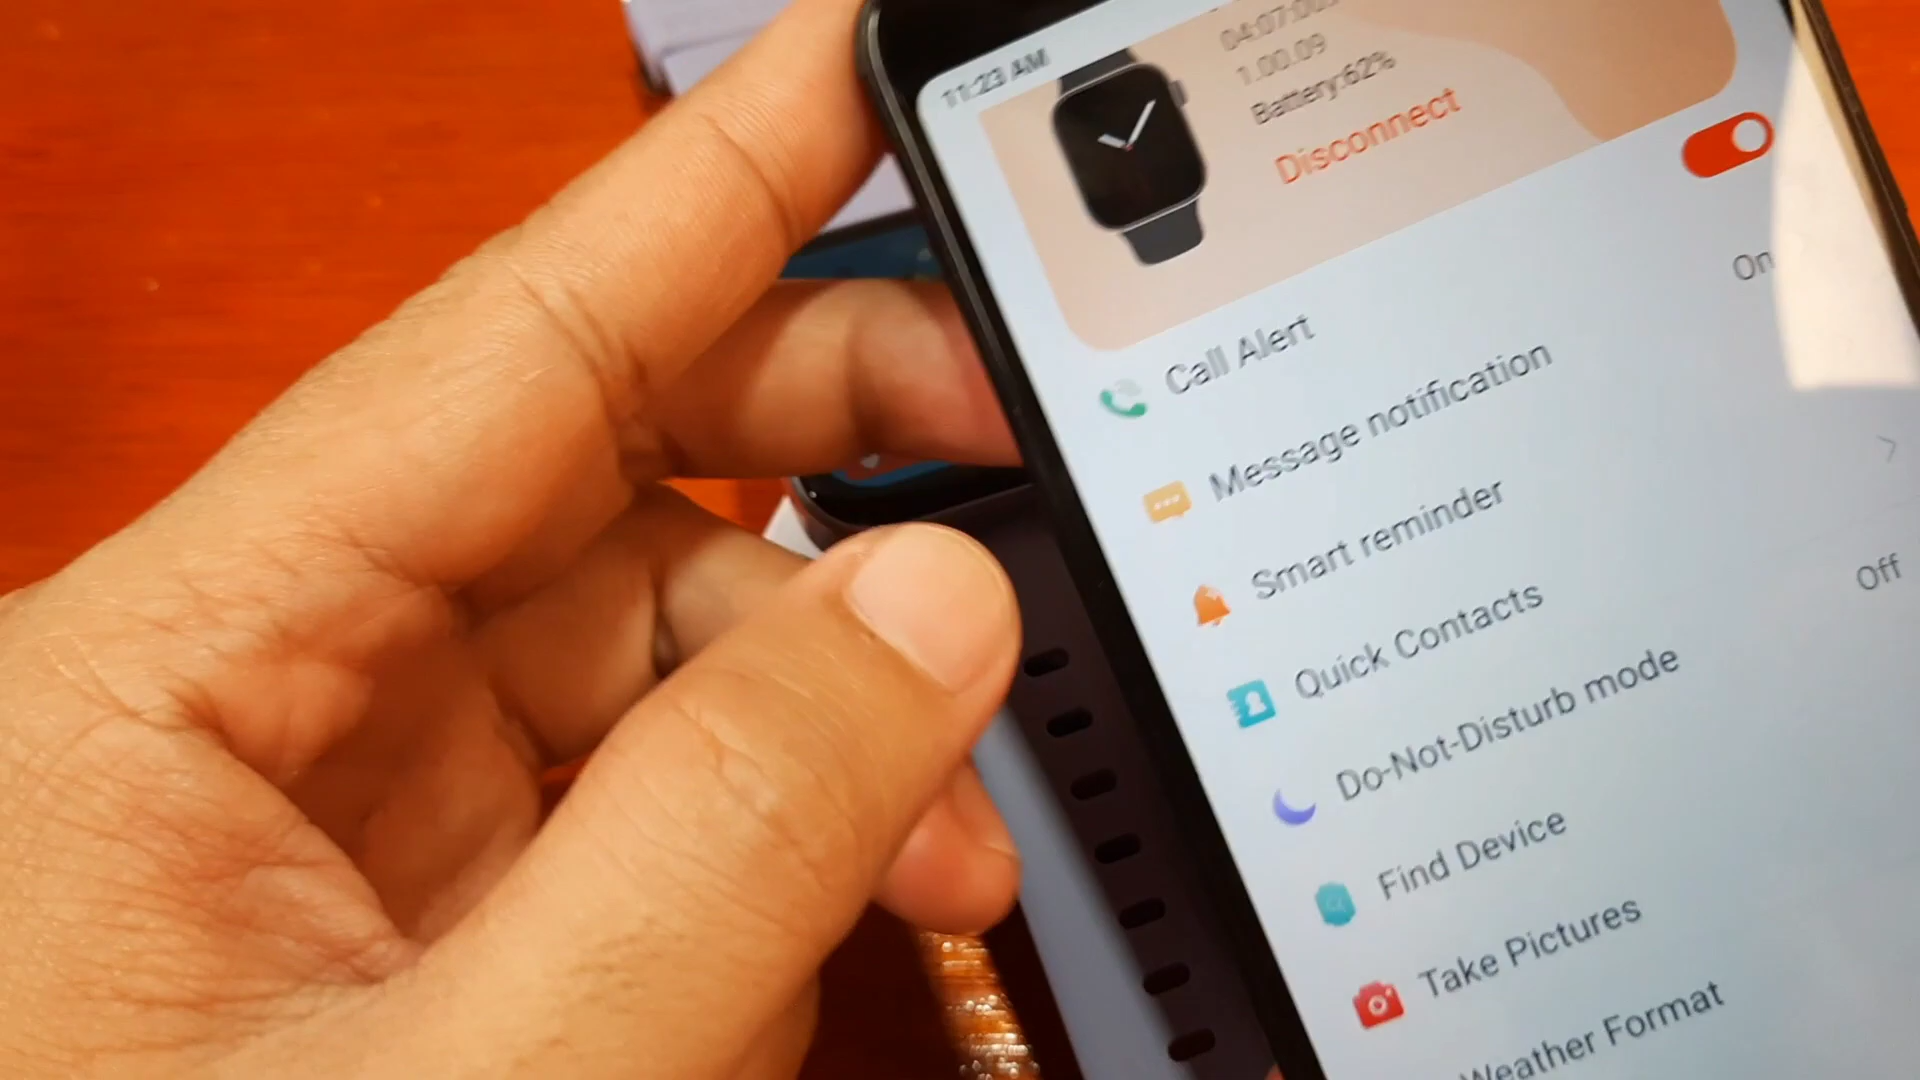 11:23 AM
1.00.09
Battery:62%
Disconnect
Call Alert
On
Message notification
Smart reminder
Quick Contacts
Off
Do-Not-Disturb mode
Find Device
Take Pictures
Weather Format